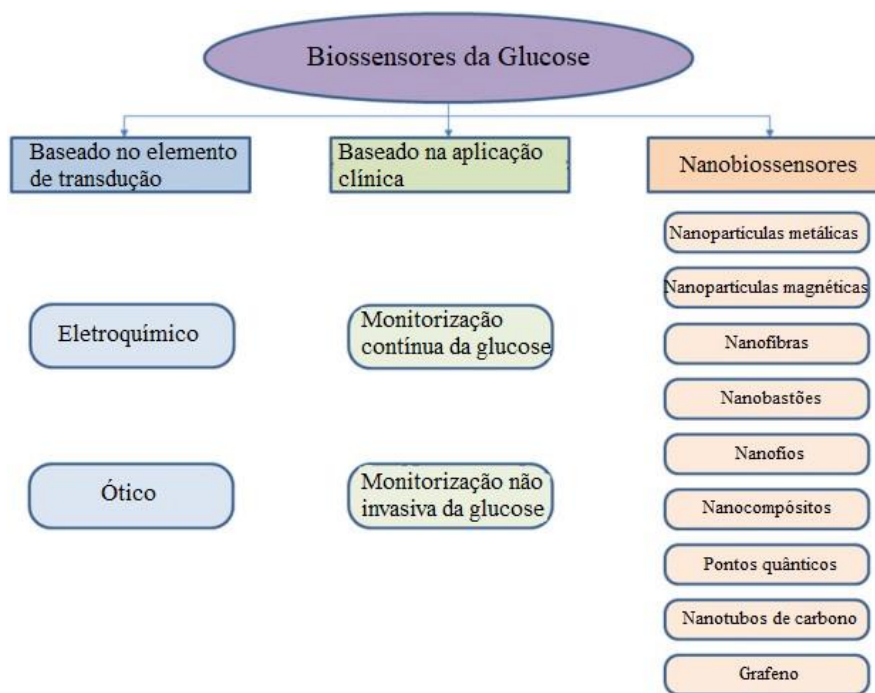 Biossensores da Glucose
Baseado no elemento
de transdução
Baseado na aplicação
clínica
Nanobiossensores
Eletroquímico
Ótico
Monitorização
contínua da glucose
Monitorização não
invasiva da glucose
Nanopartículas metálicas
Nanopartículas magnéticas
Nanofibras
Nanobastões
Nanofios
Nanocompósitos
Pontos quânticos
Nanotubos de carbono
Grafeno